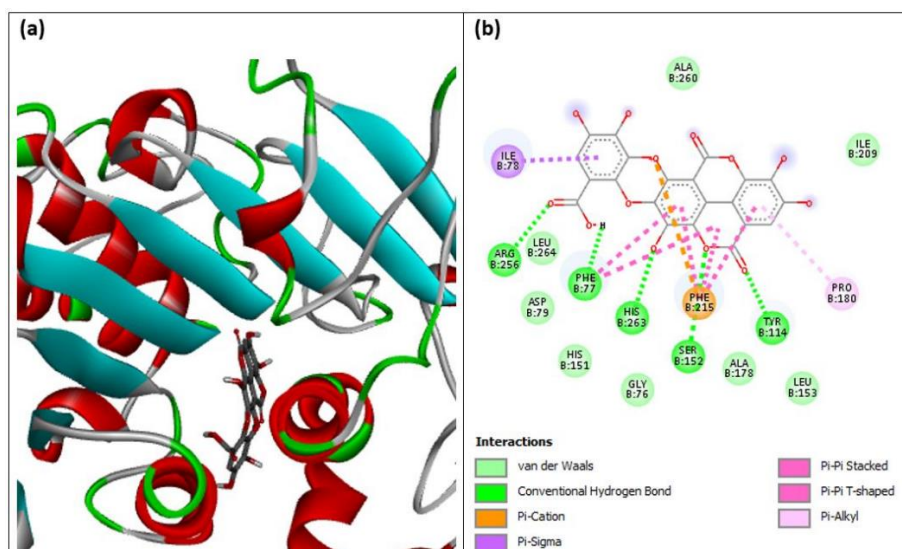 (a)
(b)
ALA
B:260
ILE
B:209
ILE
B:78
H
ARG
B:256
LEU
B:264
PHE
B:77
PRO
B:180
ASP
B:79
HIS
B:263
PHE
B:215
TYR
B:114
HIS
B:151
SER
B:152
ALA
B:178
GLY
B:76
LEU
B:153
Interactions
van der Waals
Conventional Hydrogen Bond
Pi-Cation
Pi-Sigma
Pi-Pi Stacked
Pi-Pi T-shaped
Pi-Alkyl